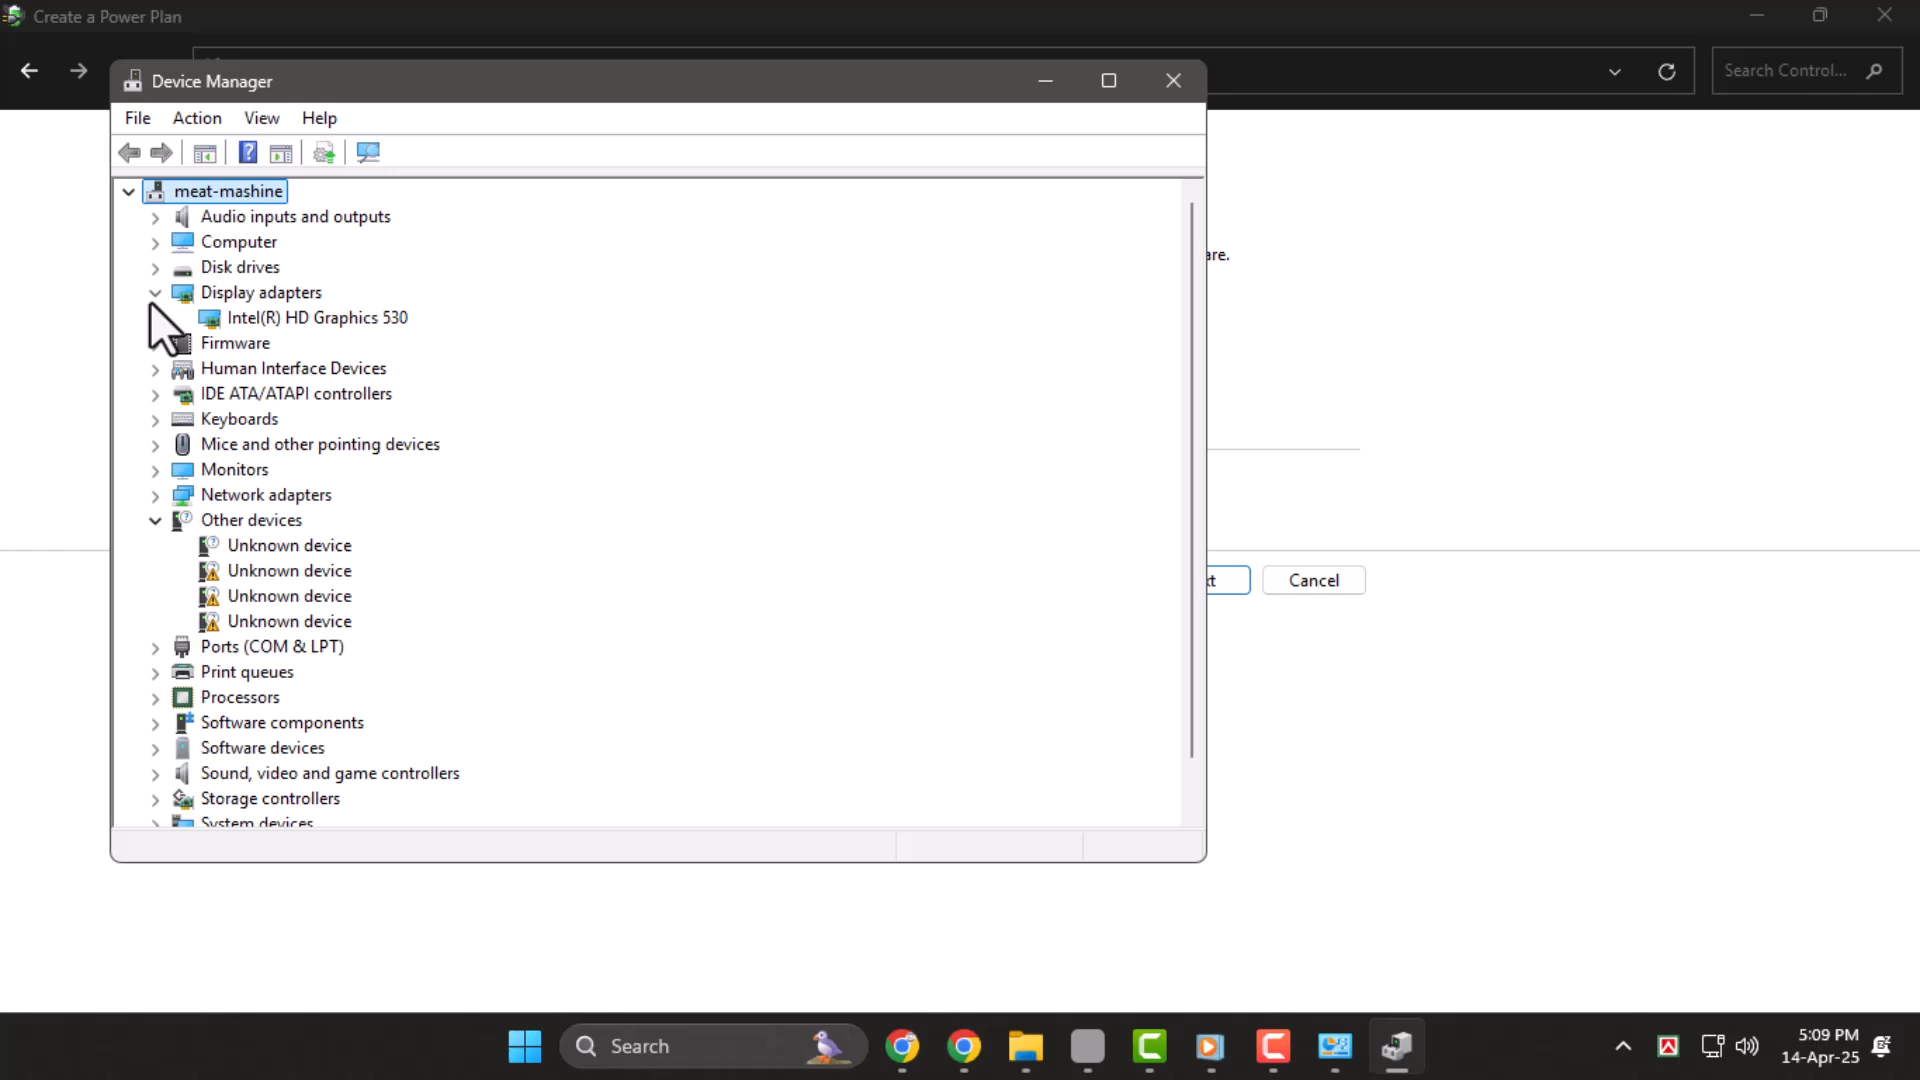 Create a Power Plan
Search Control...
Device Manager
File Action View Help
meat-mashine
Audio inputs and outputs
Computer
Disk drives
Display adapters
Intel(R) HD Graphics 530
Firmware
Human Interface Devices
IDE ATA/ATAPI controllers
Keyboards
Mice and other pointing devices
Monitors
Network adapters
Other devices
Unknown device
Unknown device
Unknown device
Unknown device
Ports (COM & LPT)
Print queues
Processors
Software components
Software devices
Sound, video and game controllers
Storage controllers
System devices
are.
xt Cancel
Search
5:09 PM
14-Apr-25